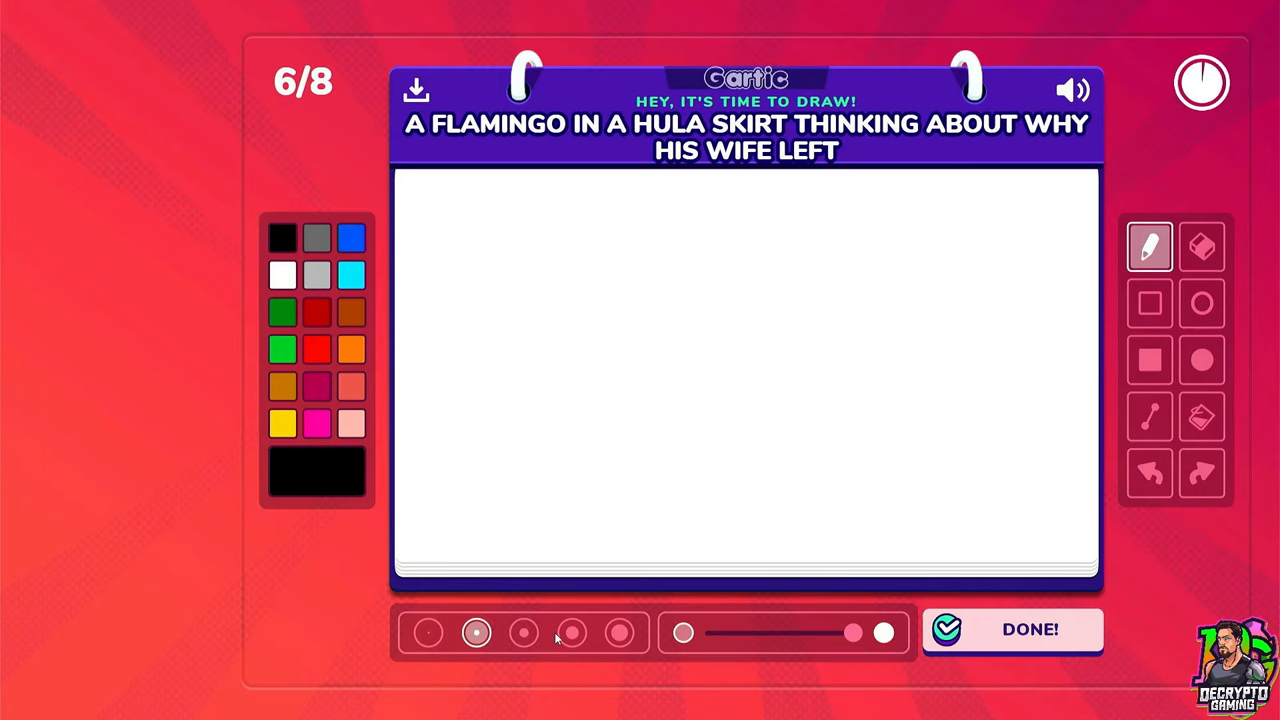 6/8
Gartic
HEY, IT'S TIME TO DRAW!
A FLAMINGO IN A HULA SKIRT THINKING ABOUT WHY
HIS WIFE LEFT
DONE!
DECRYPTO
GAMING